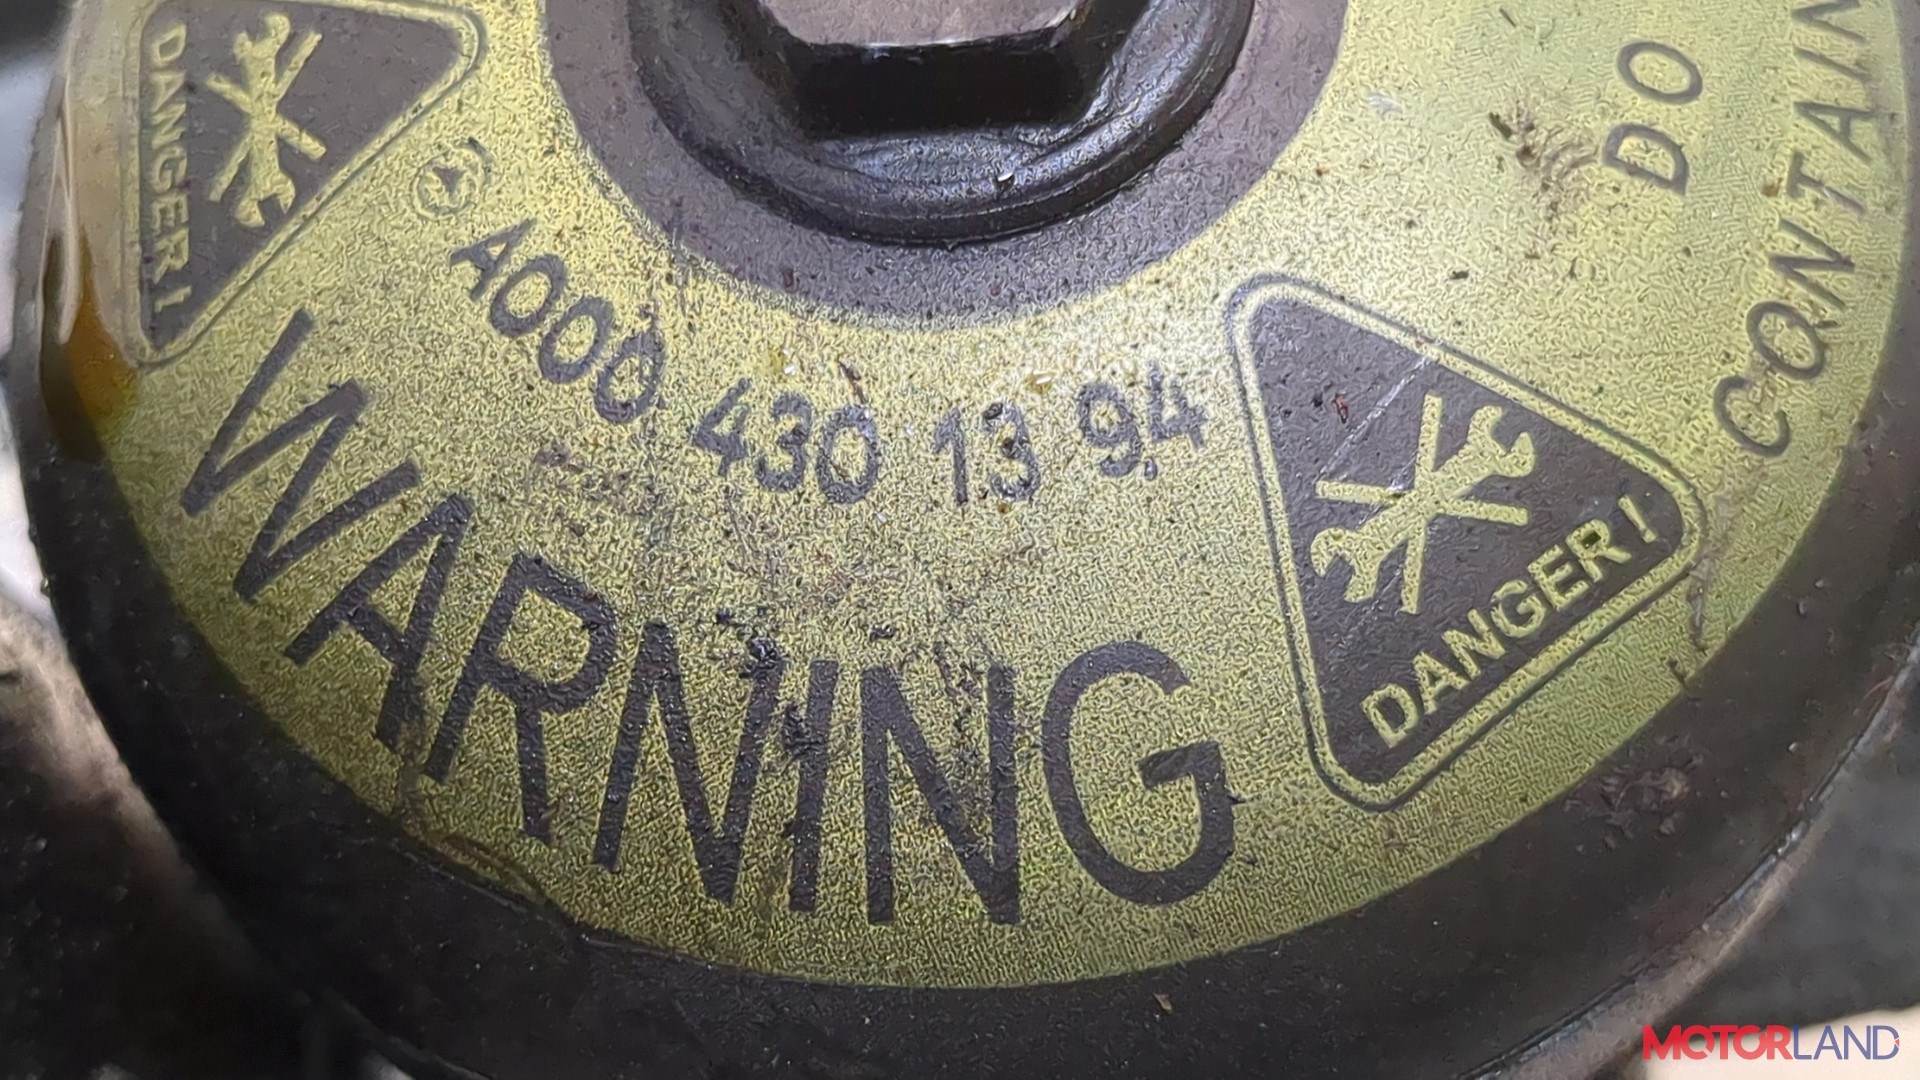 DANGER!
A000 430 13 94
WARNING
DANGER!
DO
CONTAIN
MOTORLAND